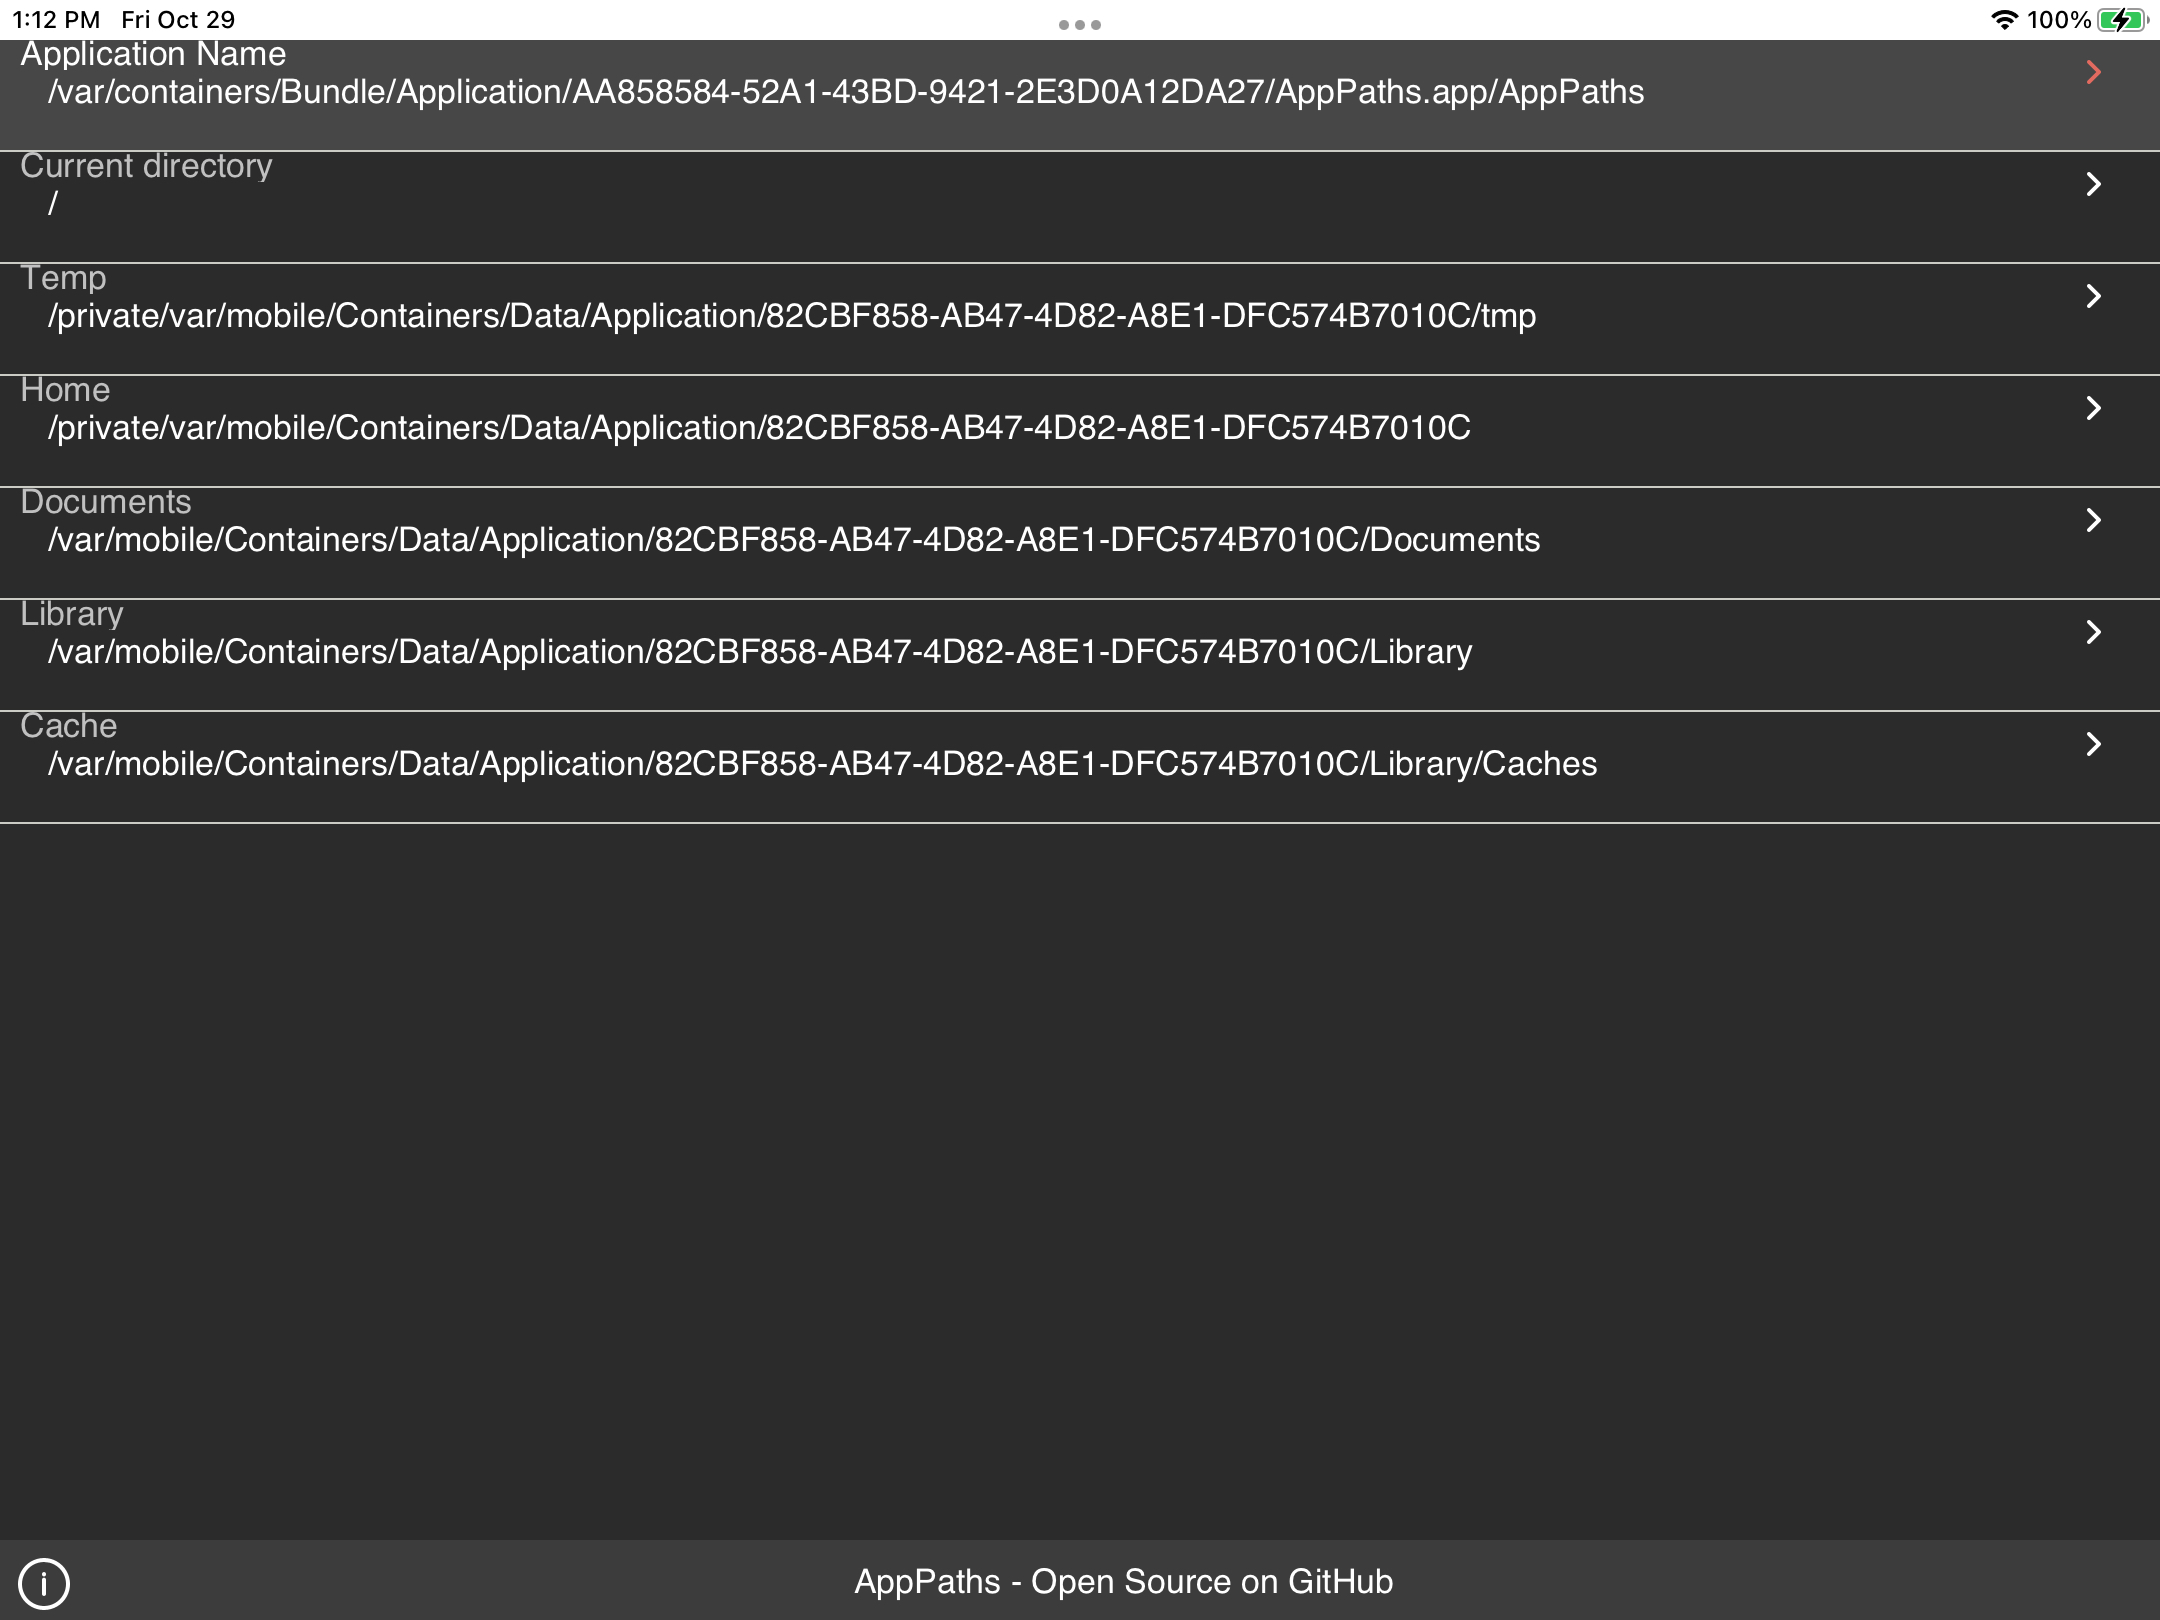 1:12 PM Fri Oct 29 100%
Application Name
/var/containers/Bundle/Application/AA858584-52A1-43BD-9421-2E3D0A12DA27/AppPaths.app/AppPaths
Current directory
/
Temp
/private/var/mobile/Containers/Data/Application/82CBF858-AB47-4D82-A8E1-DFC574B7010C/tmp
Home
/private/var/mobile/Containers/Data/Application/82CBF858-AB47-4D82-A8E1-DFC574B7010C
Documents
/var/mobile/Containers/Data/Application/82CBF858-AB47-4D82-A8E1-DFC574B7010C/Documents
Library
/var/mobile/Containers/Data/Application/82CBF858-AB47-4D82-A8E1-DFC574B7010C/Library
Cache
/var/mobile/Containers/Data/Application/82CBF858-AB47-4D82-A8E1-DFC574B7010C/Library/Caches
AppPaths - Open Source on GitHub